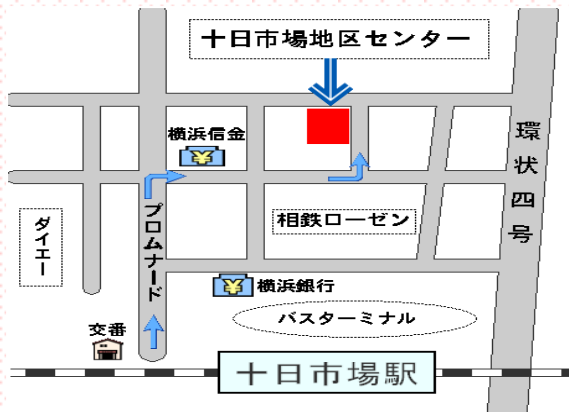 十日市場地区センター
横浜信金
環状四号
ダイエー
プロムナード
相鉄ローゼン
横浜銀行
バスターミナル
交番
十日市場駅